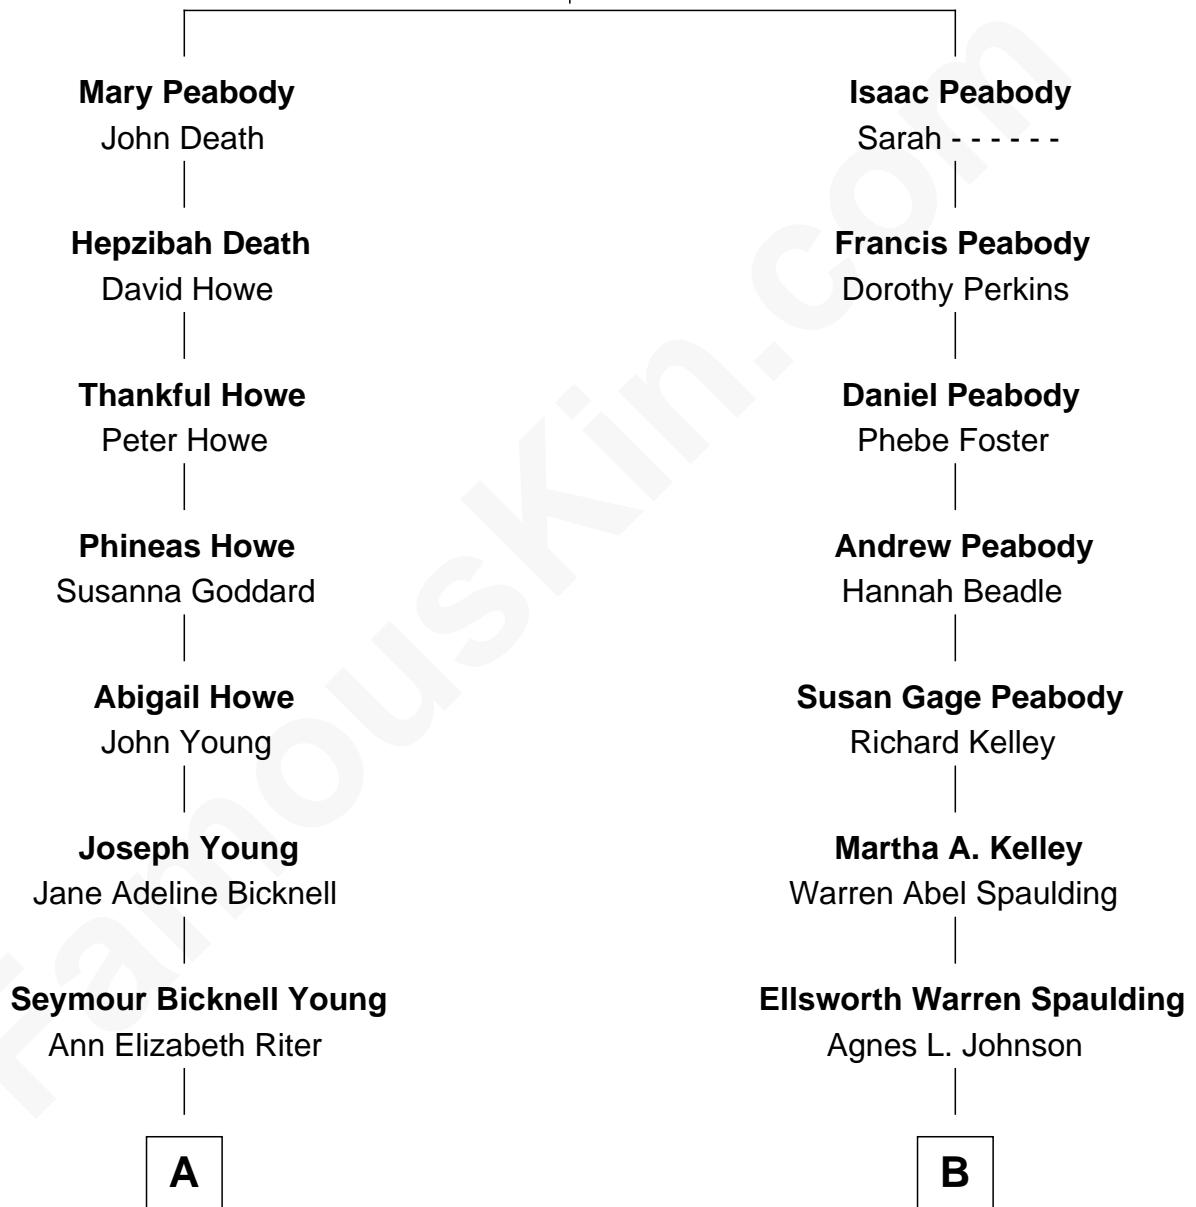 Mary Peabody
John Death
Isaac Peabody
Sarah - - - - - -
Hepzibah Death
David Howe
Francis Peabody
Dorothy Perkins
Thankful Howe
Peter Howe
Daniel Peabody
Phebe Foster
Phineas Howe
Susanna Goddard
Andrew Peabody
Hannah Beadle
Abigail Howe
John Young
Susan Gage Peabody
Richard Kelley
Joseph Young
Jane Adeline Bicknell
Martha A. Kelley
Warren Abel Spaulding
Seymour Bicknell Young
Ann Elizabeth Riter
Ellsworth Warren Spaulding
Agnes L. Johnson
A
B
FamousKin.com